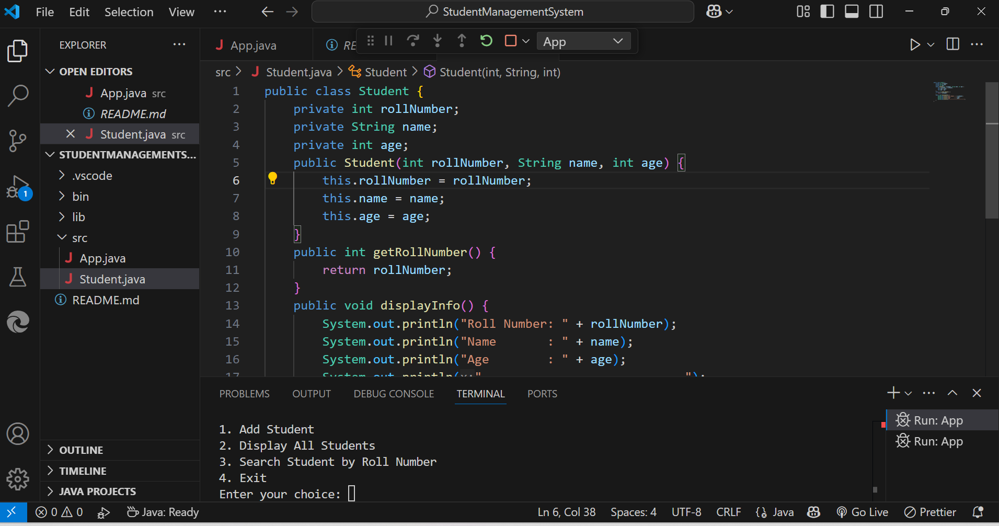 File Edit Selection View ···
StudentManagementSystem
EXPLORER
OPEN EDITORS
App.java src
README.md
Student.java src
STUDENTMANAGEMENTS...
.vscode
bin
lib
src
App.java
Student.java
README.md
OUTLINE
TIMELINE
JAVA PROJECTS
1
App.java
RE
App
src > Student.java > Student > Student(int, String, int)
1 public class Student {
2 private int rollNumber;
3 private String name;
4 private int age;
5 public Student(int rollNumber, String name, int age) {
6 this.rollNumber = rollNumber;
7 this.name = name;
8 this.age = age;
9 }
10 public int getRollNumber() {
11 return rollNumber;
12 }
13 public void displayInfo() {
14 System.out.println("Roll Number: " + rollNumber);
15 System.out.println("Name       : " + name);
16 System.out.println("Age        : " + age);
17 System.out.println(x:"
");
PROBLEMS OUTPUT DEBUG CONSOLE TERMINAL PORTS
1. Add Student
2. Display All Students
3. Search Student by Roll Number
4. Exit
Enter your choice:
Run: App
Run: App
0 0 Java: Ready
Ln 6, Col 38 Spaces: 4 UTF-8 CRLF Java Go Live Prettier